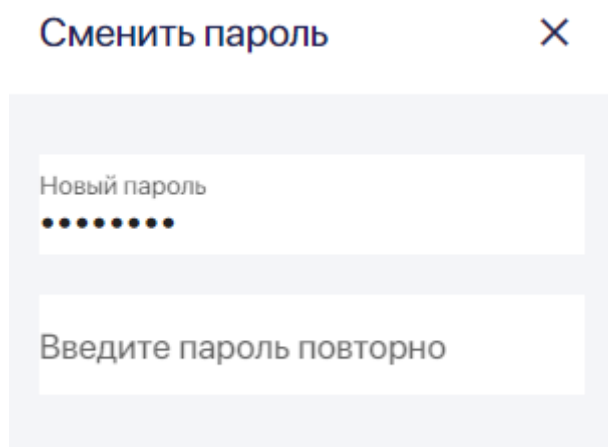 Сменить пароль
Новый пароль
••••••••
Введите пароль повторно